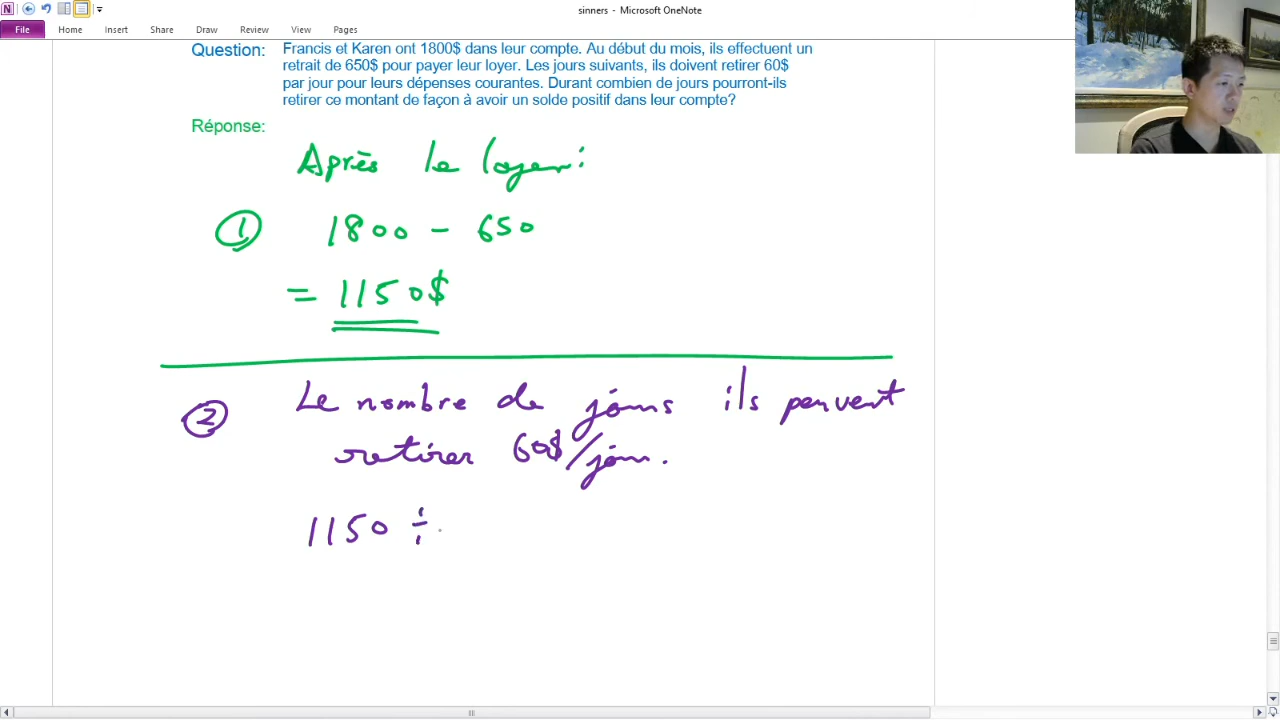 sinners - Microsoft OneNote
File Home Insert Share Draw Review View Pages
Question: Francis et Karen ont 1800$ dans leur compte. Au début du mois, ils effectuent un
retrait de 650$ pour payer leur loyer. Les jours suivants, ils doivent retirer 60$
par jour pour leurs dépenses courantes. Durant combien de jours pourront-ils
retirer ce montant de façon à avoir un solde positif dans leur compte?
Réponse:
Après le loyer:
① 1800 - 650
= 1150$
② Le nombre de jours ils peuvent
retirer 60$/jour.
1150 ÷